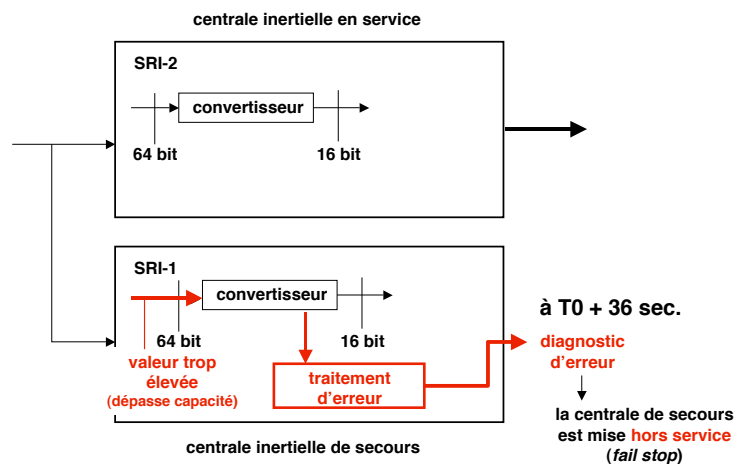 centrale inertielle en service
SRI-2
convertisseur
64 bit
16 bit
SRI-1
convertisseur
64 bit
16 bit
valeur trop
élevée
(dépasse capacité)
traitement
d'erreur
à T0 + 36 sec.
diagnostic
d'erreur
la centrale de secours
est mise hors service
(fail stop)
centrale inertielle de secours